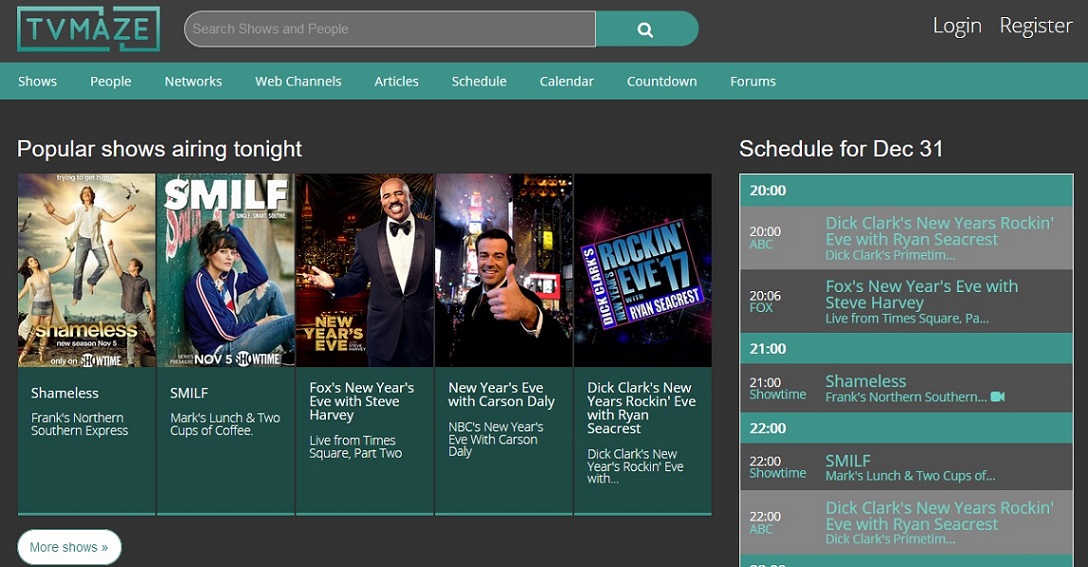 TVMAZE
Search Shows and People
Login Register
Shows People Networks Web Channels Articles Schedule Calendar Countdown Forums
Popular shows airing tonight
trying to get higher
shameless
new season Nov 5
only on SHOWTIME
SMILF
SINGLE. SMART. SOUTHIE.
SERIES PREMIERE NOV 5 SHOWTIME
NEW
YEAR'S
EVE WITH STEVE HARVEY
DICK CLARK'S
NEW YEAR'S
ROCKIN'
EVE '17
WITH
RYAN SEACREST
Shameless
Frank's Northern
Southern Express
SMILF
Mark's Lunch & Two
Cups of Coffee.
Fox's New Year's
Eve with Steve
Harvey
Live from Times
Square, Part Two
New Year's Eve
with Carson Daly
NBC's New Year's
Eve With Carson
Daly
Dick Clark's New
Years Rockin' Eve
with Ryan
Seacrest
Dick Clark's New
Year's Rockin' Eve
with...
More shows »
Schedule for Dec 31
20:00
20:00
ABC
Dick Clark's New Years Rockin'
Eve with Ryan Seacrest
Dick Clark's Primetim...
20:06
FOX
Fox's New Year's Eve with
Steve Harvey
Live from Times Square, Pa...
21:00
21:00
Showtime
Shameless
Frank's Northern Southern...
22:00
22:00
Showtime
SMILF
Mark's Lunch & Two Cups of...
22:00
ABC
Dick Clark's New Years Rockin'
Eve with Ryan Seacrest
Dick Clark's Primetim...